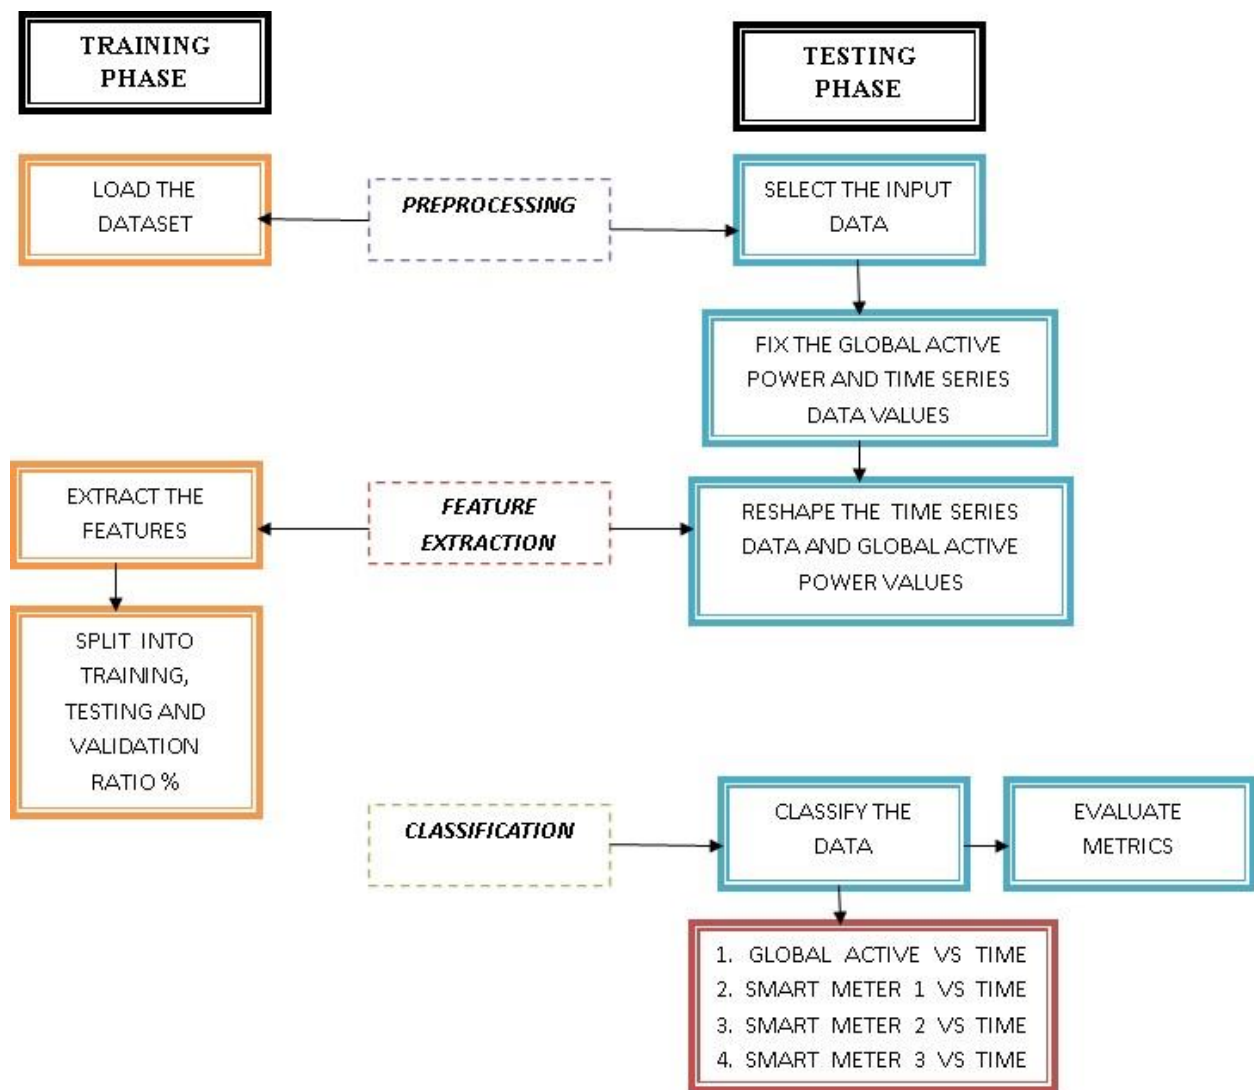 TRAINING
PHASE
TESTING
PHASE
LOAD THE
DATASET
PREPROCESSING
SELECT THE INPUT
DATA
FIX THE GLOBAL ACTIVE
POWER AND TIME SERIES
DATA VALUES
EXTRACT THE
FEATURES
FEATURE
EXTRACTION
RESHAPE THE TIME SERIES
DATA AND GLOBAL ACTIVE
POWER VALUES
SPLIT INTO
TRAINING,
TESTING AND
VALIDATION
RATIO %
CLASSIFICATION
CLASSIFY THE
DATA
EVALUATE
METRICS
1. GLOBAL ACTIVE VS TIME
2. SMART METER 1 VS TIME
3. SMART METER 2 VS TIME
4. SMART METER 3 VS TIME